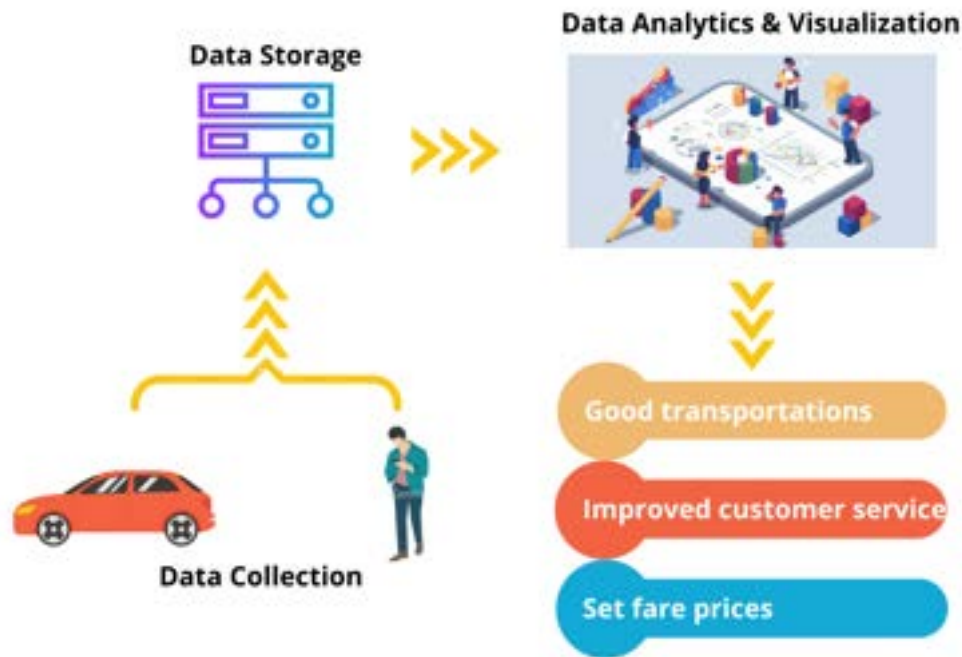 Data Storage
Data Analytics & Visualization
Data Collection
Good transportations
Improved customer service
Set fare prices